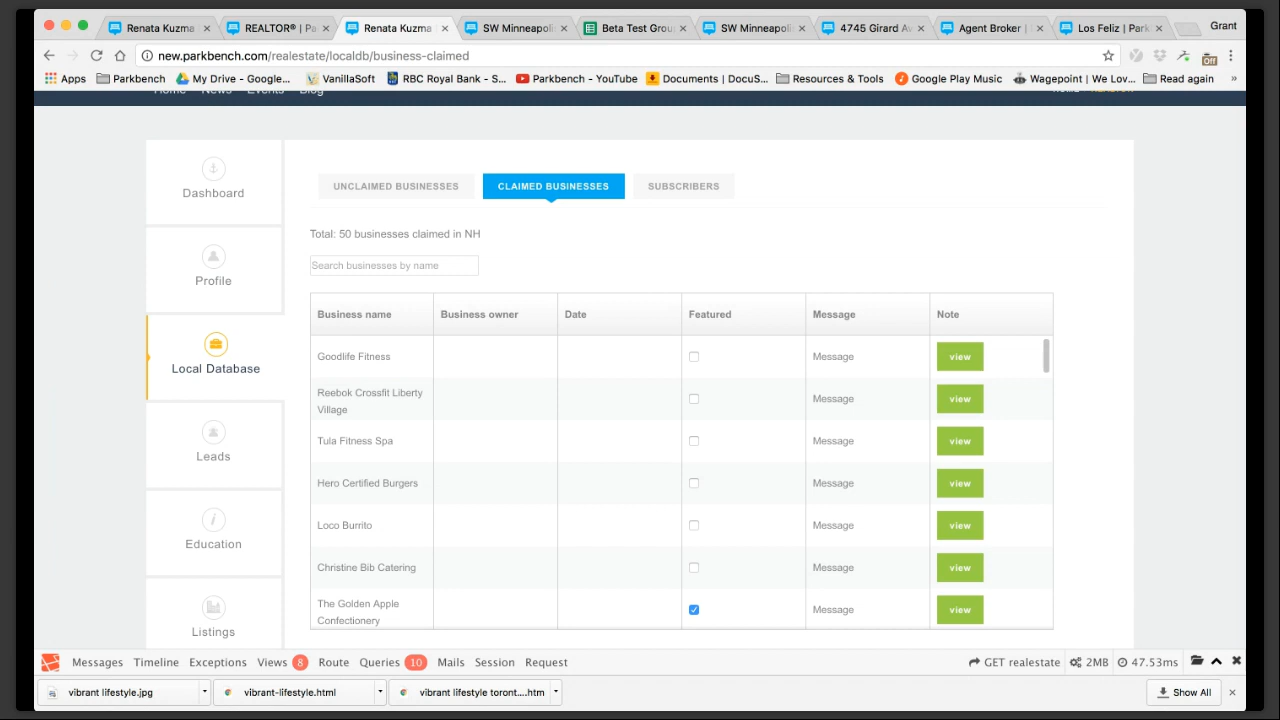 Renata Kuzma
REALTOR® | Pa
Renata Kuzma
SW Minneapolis
Beta Test Grou
SW Minneapolis
4745 Girard Av
Agent Broker |
Los Feliz | Park
Grant
new.parkbench.com/realestate/localdb/business-claimed
Apps Parkbench My Drive - Google... VanillaSoft RBC Royal Bank - S... Parkbench - YouTube Documents | DocuS... Resources & Tools Google Play Music Wagepoint | We Lov... Read again »
Off
Home News Events Blog
Dashboard
Profile
Local Database
Leads
Education
Listings
UNCLAIMED BUSINESSES CLAIMED BUSINESSES SUBSCRIBERS
Total: 50 businesses claimed in NH
Search businesses by name
Business name Business owner Date Featured Message Note
Goodlife Fitness Message view
Reebok Crossfit Liberty
Village Message view
Tula Fitness Spa Message view
Hero Certified Burgers Message view
Loco Burrito Message view
Christine Bib Catering Message view
The Golden Apple
Confectionery Message view
Messages Timeline Exceptions Views 8 Route Queries 10 Mails Session Request GET realestate 2MB 47.53ms
vibrant lifestyle.jpg vibrant-lifestyle.html vibrant lifestyle toront....htm Show All